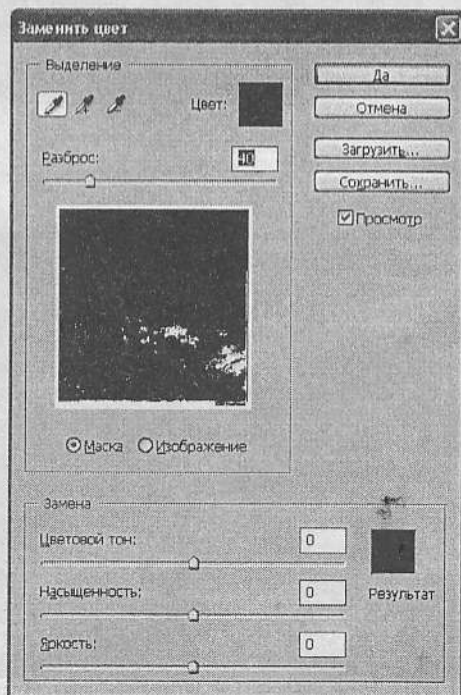 Заменить цвет
Выделение
Цвет:
Разброс:
40
Маска Изображение
Да
Отмена
Загрузить...
Сохранить...
Просмотр
Замена
Цветовой тон: 0
Насыщенность: 0
Результат
Яркость: 0